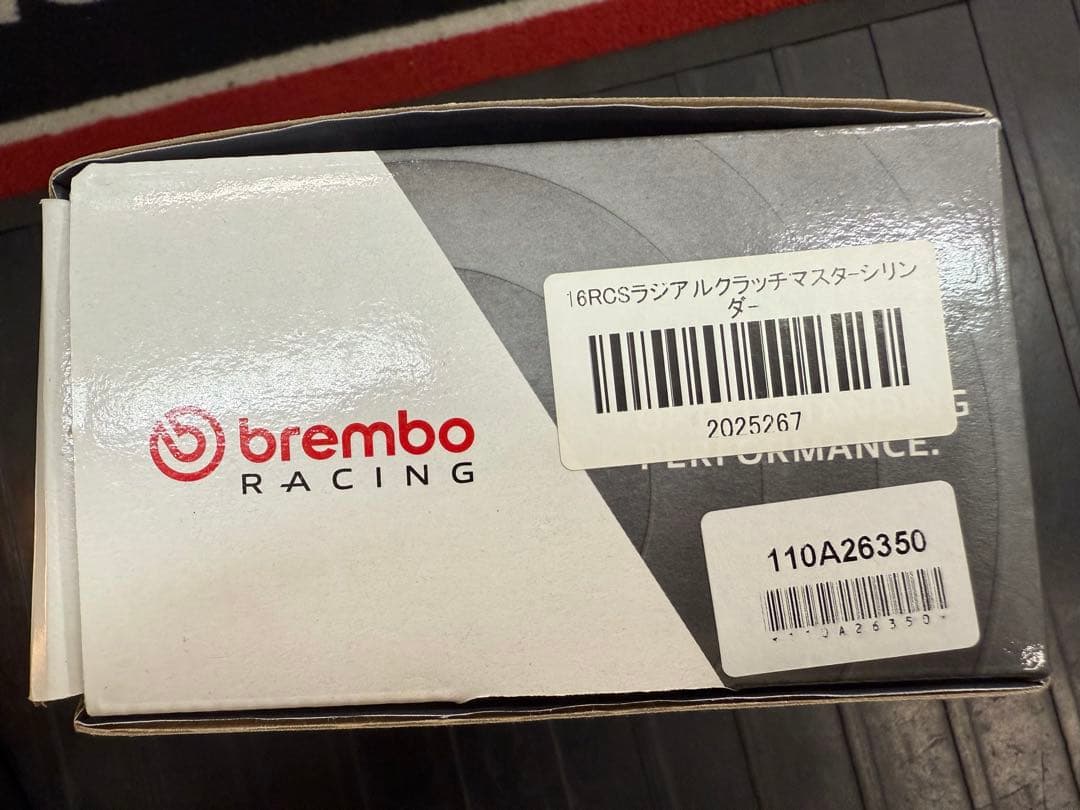 16RCSラジアルクラッチマスターシリン
ダー
2025267
G
PERFORMANCE.
brembo
RACING
110A26350
110A26350